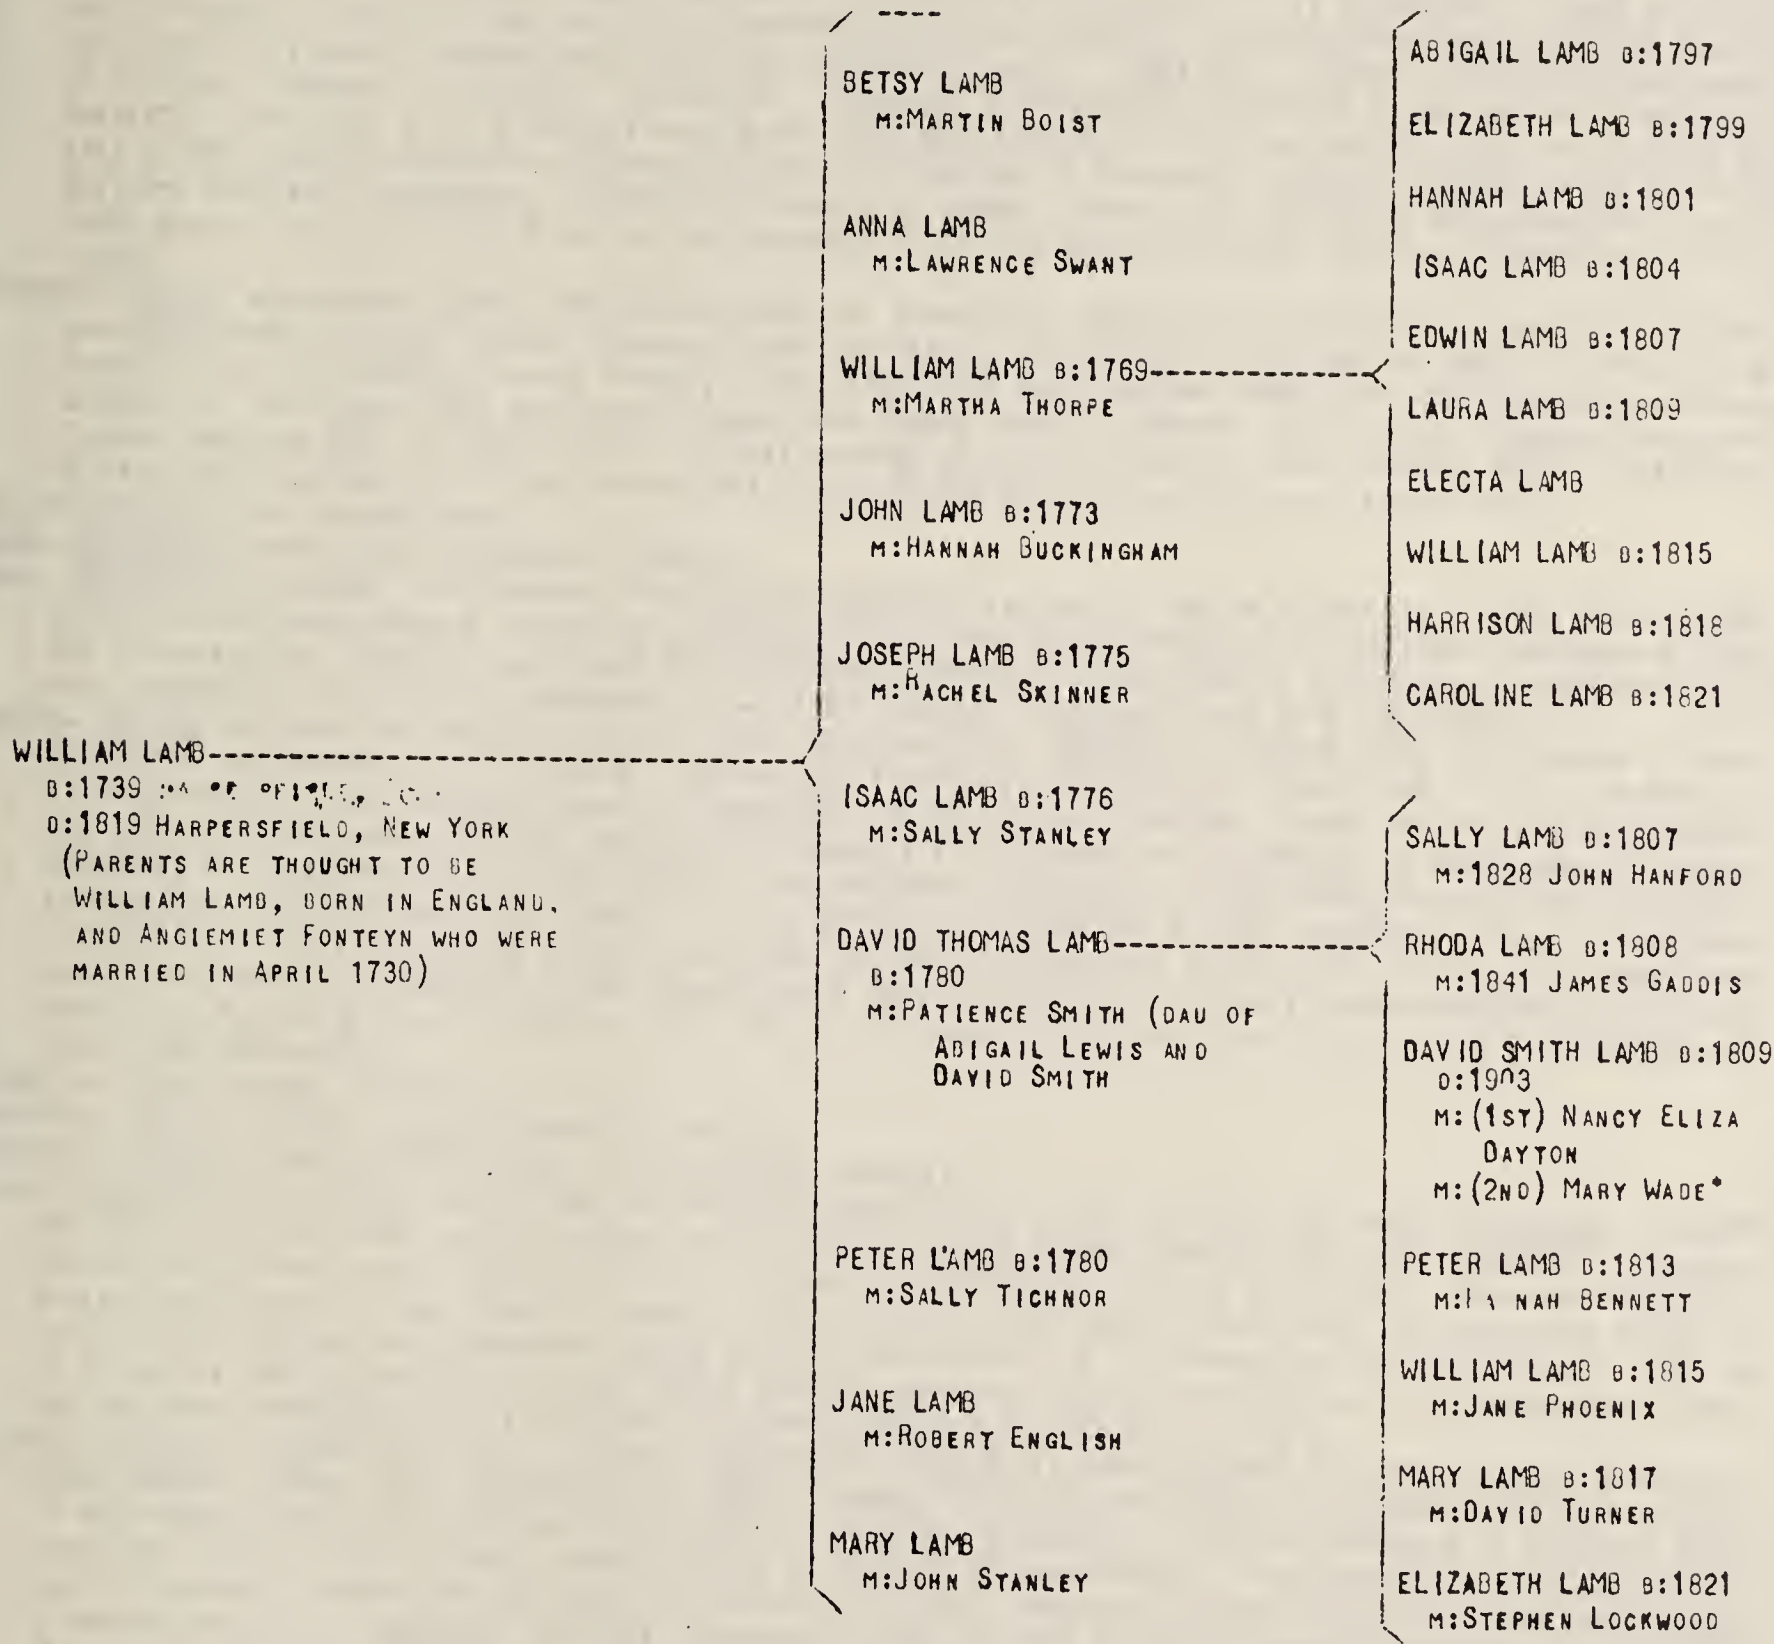 WILLIAM LAMB
B:1739
D:1819 HARPERSFIELD, NEW YORK
(PARENTS ARE THOUGHT TO BE
WILLIAM LAMB, BORN IN ENGLAND,
AND ANGIEMIET FONTEYN WHO WERE
MARRIED IN APRIL 1730)
----
BETSY LAMB
M:MARTIN BOIST
ANNA LAMB
M:LAWRENCE SWANT
WILLIAM LAMB B:1769
M:MARTHA THORPE
JOHN LAMB B:1773
M:HANNAH BUCKINGHAM
JOSEPH LAMB B:1775
M:RACHEL SKINNER
ISAAC LAMB B:1776
M:SALLY STANLEY
DAVID THOMAS LAMB
B:1780
M:PATIENCE SMITH (DAU OF
ABIGAIL LEWIS AND
DAVID SMITH
PETER LAMB B:1780
M:SALLY TICHNOR
JANE LAMB
M:ROBERT ENGLISH
MARY LAMB
M:JOHN STANLEY
ABIGAIL LAMB B:1797
ELIZABETH LAMB B:1799
HANNAH LAMB B:1801
ISAAC LAMB B:1804
EDWIN LAMB B:1807
LAURA LAMB B:1809
ELECTA LAMB
WILLIAM LAMB B:1815
HARRISON LAMB B:1818
CAROLINE LAMB B:1821
SALLY LAMB B:1807
M:1828 JOHN HANFORD
RHODA LAMB B:1808
M:1841 JAMES GADDIS
DAVID SMITH LAMB B:1809
D:1903
M:(1ST) NANCY ELIZA
DAYTON
M:(2ND) MARY WADE*
PETER LAMB B:1813
M: BENNETT
WILLIAM LAMB B:1815
M:JANE PHOENIX
MARY LAMB B:1817
M:DAVID TURNER
ELIZABETH LAMB B:1821
M:STEPHEN LOCKWOOD